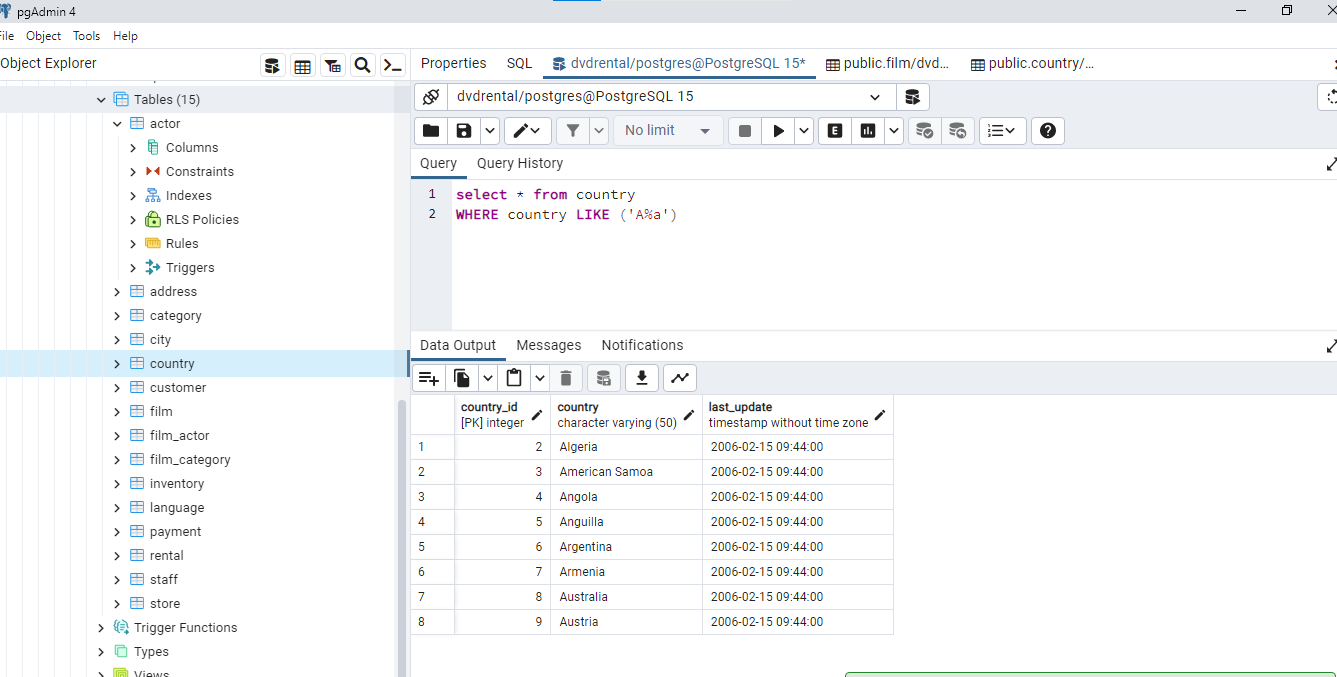 pgAdmin 4
File Object Tools Help
Object Explorer
Tables (15)
actor
Columns
Constraints
Indexes
RLS Policies
Rules
Triggers
address
category
city
country
customer
film
film_actor
film_category
inventory
language
payment
rental
staff
store
Trigger Functions
Types
Views
Properties SQL dvdrental/postgres@PostgreSQL 15* public.film/dvd... public.country/...
dvdrental/postgres@PostgreSQL 15
No limit
E
Query Query History
1 select * from country
2 WHERE country LIKE ('A%a')
Data Output Messages Notifications
country_id country last_update
[PK] integer character varying (50) timestamp without time zone
1 2 Algeria 2006-02-15 09:44:00
2 3 American Samoa 2006-02-15 09:44:00
3 4 Angola 2006-02-15 09:44:00
4 5 Anguilla 2006-02-15 09:44:00
5 6 Argentina 2006-02-15 09:44:00
6 7 Armenia 2006-02-15 09:44:00
7 8 Australia 2006-02-15 09:44:00
8 9 Austria 2006-02-15 09:44:00